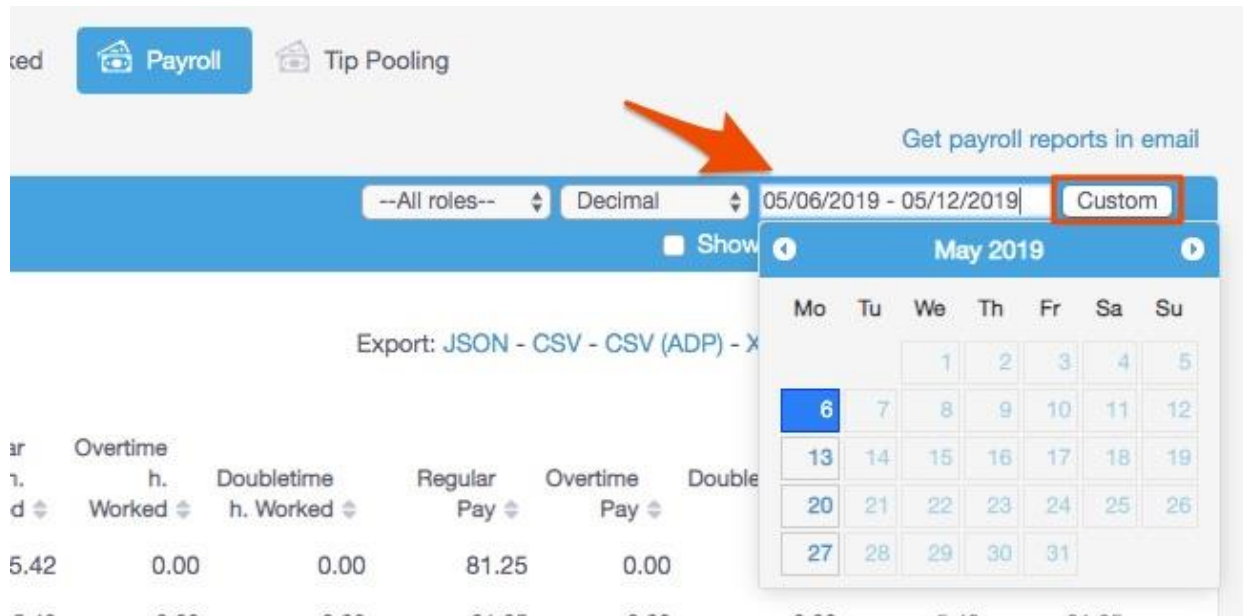 Payroll Tip Pooling
Get payroll reports in email
--All roles-- Decimal 05/06/2019 - 05/12/2019 Custom
Show
May 2019
Mo Tu We Th Fr Sa Su
Export: JSON - CSV - CSV (ADP) - X
1 2 3 4 5
6 7 8 9 10 11 12
Overtime
h. Doubletime Regular Overtime Double
Worked h. Worked Pay Pay
13 14 15 16 17 18 19
20 21 22 23 24 25 26
27 28 29 30 31
5.42 0.00 0.00 81.25 0.00